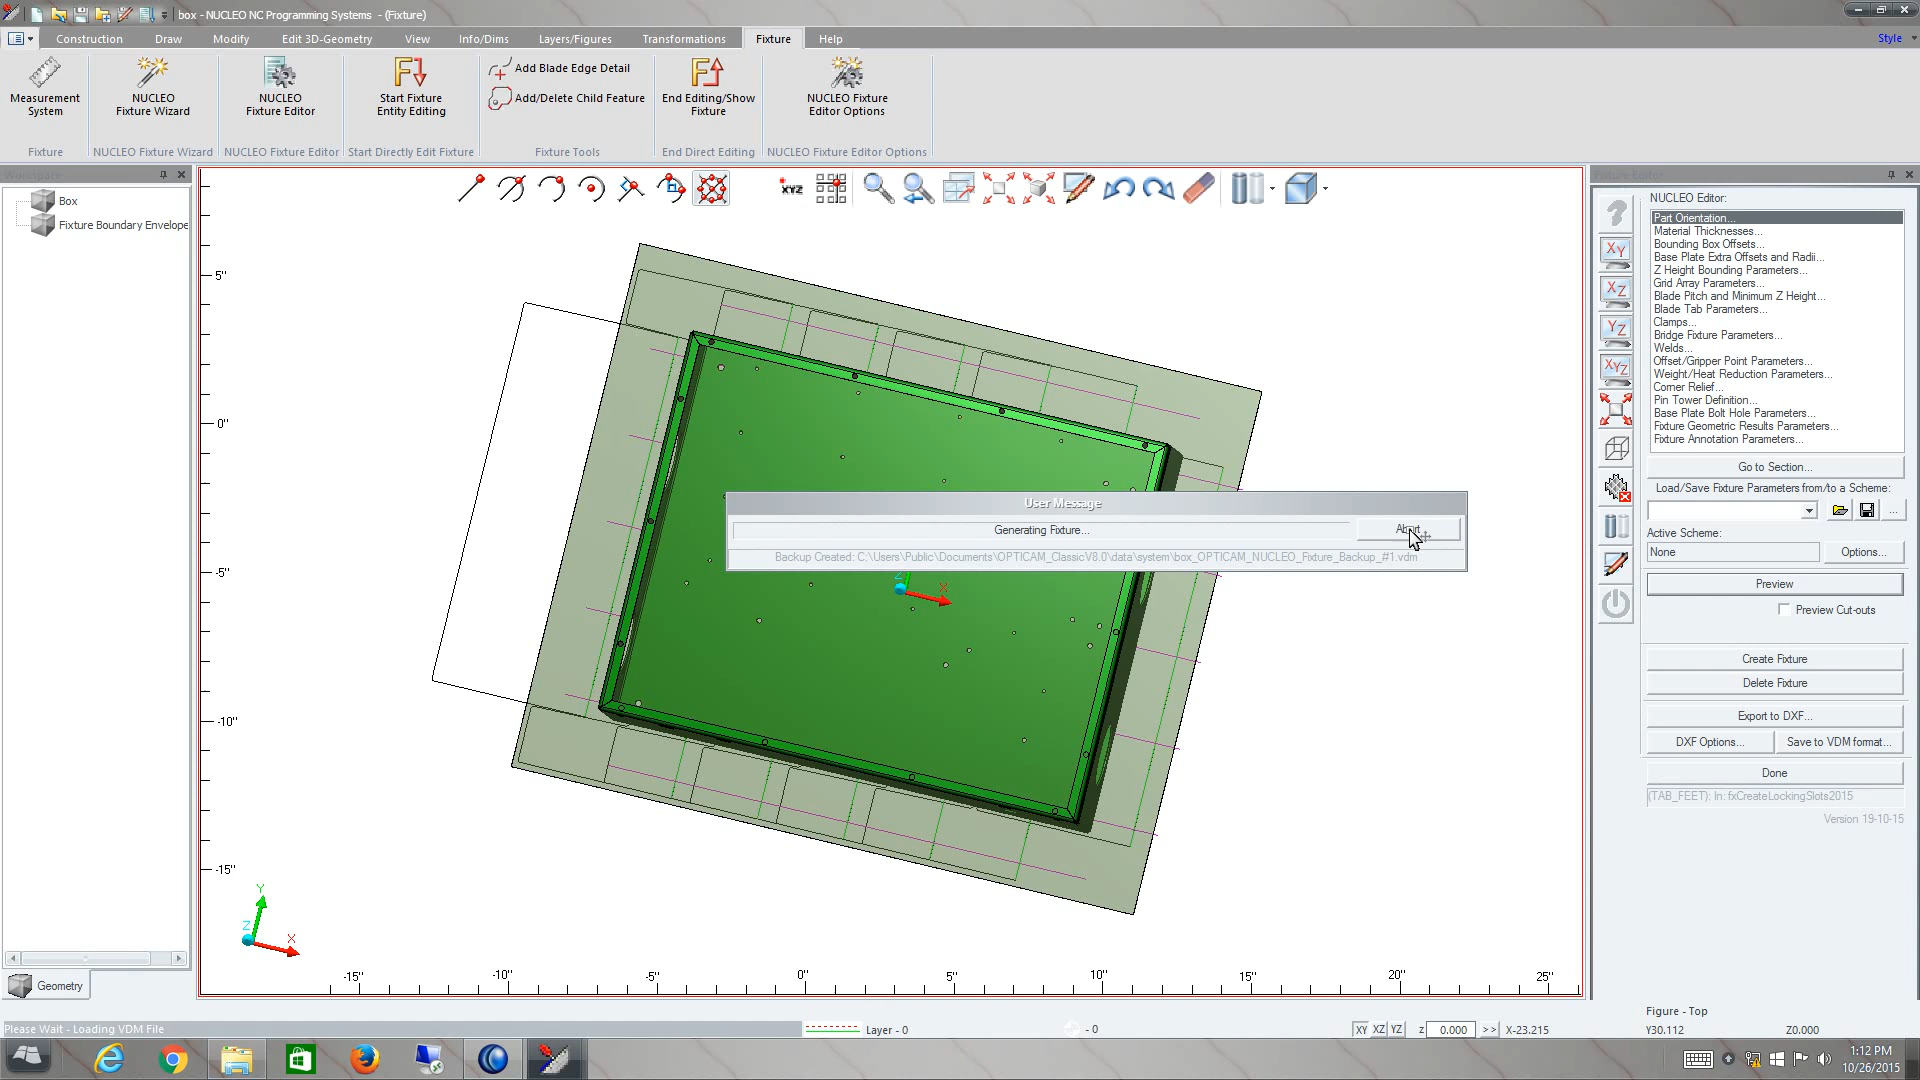 box - NUCLEO NC Programming Systems - (Fixture)
Construction Draw Modify Edit 3D-Geometry View Info/Dims Layers/Figures Transformations Fixture Help
Style
Measurement System
NUCLEO Fixture Wizard
NUCLEO Fixture Editor
Start Fixture Entity Editing
Add Blade Edge Detail
Add/Delete Child Feature
End Editing/Show Fixture
NUCLEO Fixture Editor Options
Fixture
NUCLEO Fixture Wizard
NUCLEO Fixture Editor
Start Directly Edit Fixture
Fixture Tools
End Direct Editing
NUCLEO Fixture Editor Options
Workspace
Box
Fixture Boundary Envelope
Geometry
XYZ
5"
0"
-5"
-10"
-15"
-15" -10" -5" 0" 5" 10" 15" 20" 25"
Y
Z
X
Z
X
User Message
Generating Fixture...
Abort
Backup Created: C:\Users\Public\Documents\OPTICAM_ClassicV8.0\data\system\box_OPTICAM_NUCLEO_Fixture_Backup_#1.vdm
Fixture Editor
XY
XZ
YZ
XYZ
NUCLEO Editor:
Part Orientation...
Material Thicknesses...
Bounding Box Offsets...
Base Plate Extra Offsets and Radii...
Z Height Bounding Parameters...
Grid Array Parameters...
Blade Pitch and Minimum Z Height...
Blade Tab Parameters...
Clamps...
Bridge Fixture Parameters...
Welds...
Offset/Gripper Point Parameters...
Weight/Heat Reduction Parameters...
Corner Relief...
Pin Tower Definition...
Base Plate Bolt Hole Parameters...
Fixture Geometric Results Parameters...
Fixture Annotation Parameters...
Go to Section...
Load/Save Fixture Parameters from/to a Scheme:
...
Active Scheme:
None
Options...
Preview
Preview Cut-outs
Create Fixture
Delete Fixture
Export to DXF...
DXF Options...
Save to VDM format...
Done
(TAB_FEET): In: fxCreateLockingSlots2015
Version 19-10-15
Figure - Top
Please Wait - Loading VDM File
Layer - 0
- 0
XY XZ YZ
z 0.000 >> X-23.215 Y30.112 Z0.000
1:12 PM
10/26/2015